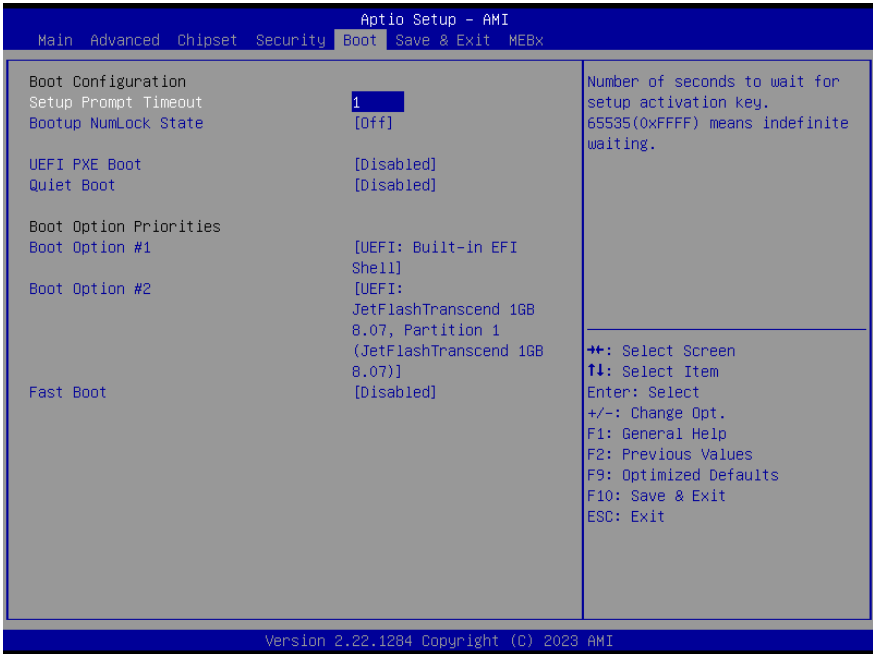 Aptio Setup – AMI
Main Advanced Chipset Security Boot Save & Exit MEBx
Boot Configuration
Setup Prompt Timeout 1
Bootup NumLock State [Off]
UEFI PXE Boot [Disabled]
Quiet Boot [Disabled]
Boot Option Priorities
Boot Option #1 [UEFI: Built-in EFI
Shell]
Boot Option #2 [UEFI:
JetFlashTranscend 1GB
8.07, Partition 1
(JetFlashTranscend 1GB
8.07)]
Fast Boot [Disabled]
Number of seconds to wait for
setup activation key.
65535(0xFFFF) means indefinite
waiting.
→←: Select Screen
↑↓: Select Item
Enter: Select
+/-: Change Opt.
F1: General Help
F2: Previous Values
F9: Optimized Defaults
F10: Save & Exit
ESC: Exit
Version 2.22.1284 Copyright (C) 2023 AMI